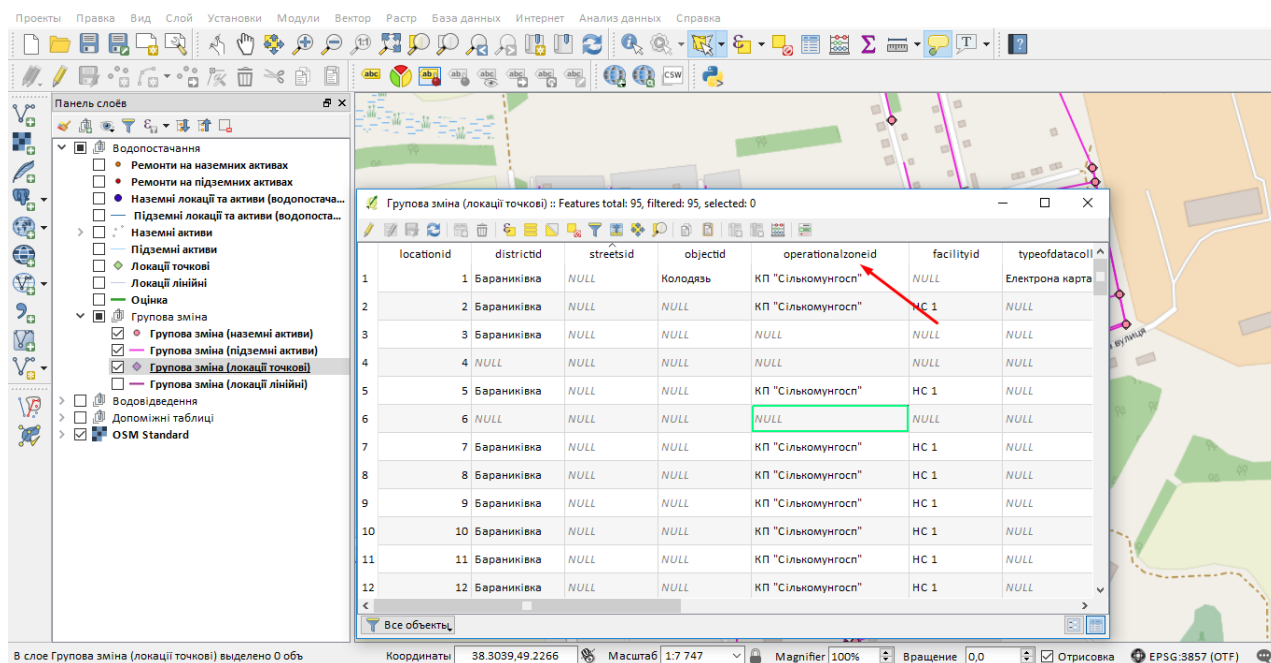 Проекты Правка Вид Слой Установки Модули Вектор Растр База данных Интернет Анализ данных Справка
abc ab abc abc abc abc abc CSW
T
Панель слоёв
Водопостачання
Ремонти на наземних активах
Ремонти на підземних активах
Наземні локації та активи (водопостача...
Підземні локації та активи (водопоста...
Наземні активи
Підземні активи
Локації точкові
Локації лінійні
Оцінка
Групова зміна
Групова зміна (наземні активи)
Групова зміна (підземні активи)
Групова зміна (локації точкові)
Групова зміна (локації лінійні)
Водовідведення
Допоміжні таблиці
OSM Standard
Групова зміна (локації точкові) :: Features total: 95, filtered: 95, selected: 0
locationid districtid streetsid objectid operationalzoneid facilityid typeofdatacoll
1 1 Бараниківка NULL Колодязь КП "Сількомунгосп" NULL Електрона карта
2 2 Бараниківка NULL NULL КП "Сількомунгосп" НС 1 NULL
3 3 Бараниківка NULL NULL NULL NULL NULL
4 4 NULL NULL NULL NULL NULL NULL
5 5 Бараниківка NULL NULL КП "Сількомунгосп" НС 1 NULL
6 6 NULL NULL NULL NULL NULL NULL
7 7 Бараниківка NULL NULL КП "Сількомунгосп" НС 1 NULL
8 8 Бараниківка NULL NULL КП "Сількомунгосп" НС 1 NULL
9 9 Бараниківка NULL NULL КП "Сількомунгосп" НС 1 NULL
10 10 Бараниківка NULL NULL КП "Сількомунгосп" НС 1 NULL
11 11 Бараниківка NULL NULL КП "Сількомунгосп" НС 1 NULL
12 12 Бараниківка NULL NULL КП "Сількомунгосп" НС 1 NULL
Все объекты
вулиця
В слое Групова зміна (локації точкові) выделено 0 объ Координаты 38.3039,49.2266 Масштаб 1:7 747 Magnifier 100% Вращение 0,0 Отрисовка EPSG:3857 (OTF)